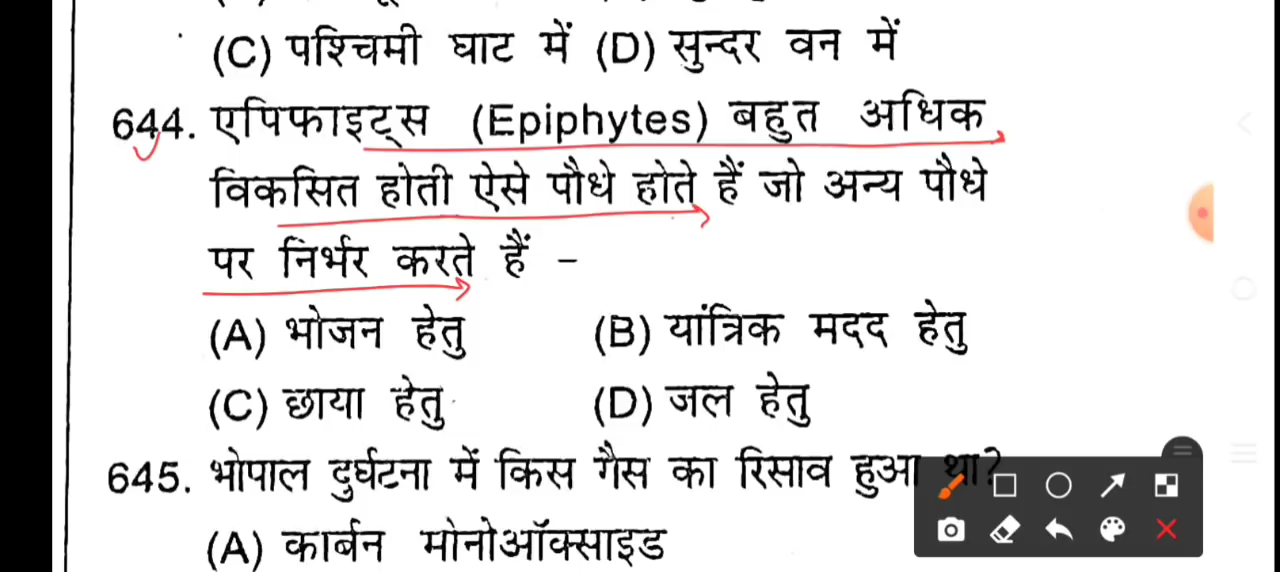 (C) पश्चिमी घाट में (D) सुन्दर वन में
644. एपिफाइट्स (Epiphytes) बहुत अधिक
विकसित होती ऐसे पौधे होते हैं जो अन्य पौधे
पर निर्भर करते हैं –
(A) भोजन हेतु (B) यांत्रिक मदद हेतु
(C) छाया हेतु (D) जल हेतु
645. भोपाल दुर्घटना में किस गैस का रिसाव हुआ था?
(A) कार्बन मोनोऑक्साइड